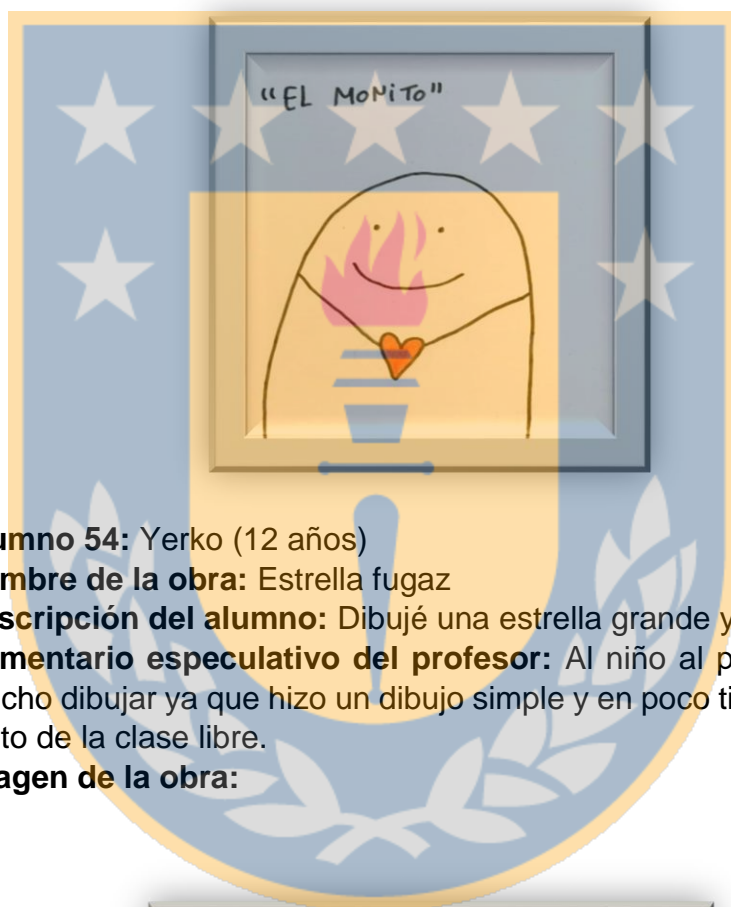 "EL MONiTO"
umno 54: Yerko (12 años)
mbre de la obra: Estrella fugaz
scripción del alumno: Dibujé una estrella grande y
mentario especulativo del profesor: Al niño al p
cho dibujar ya que hizo un dibujo simple y en poco ti
to de la clase libre.
agen de la obra: